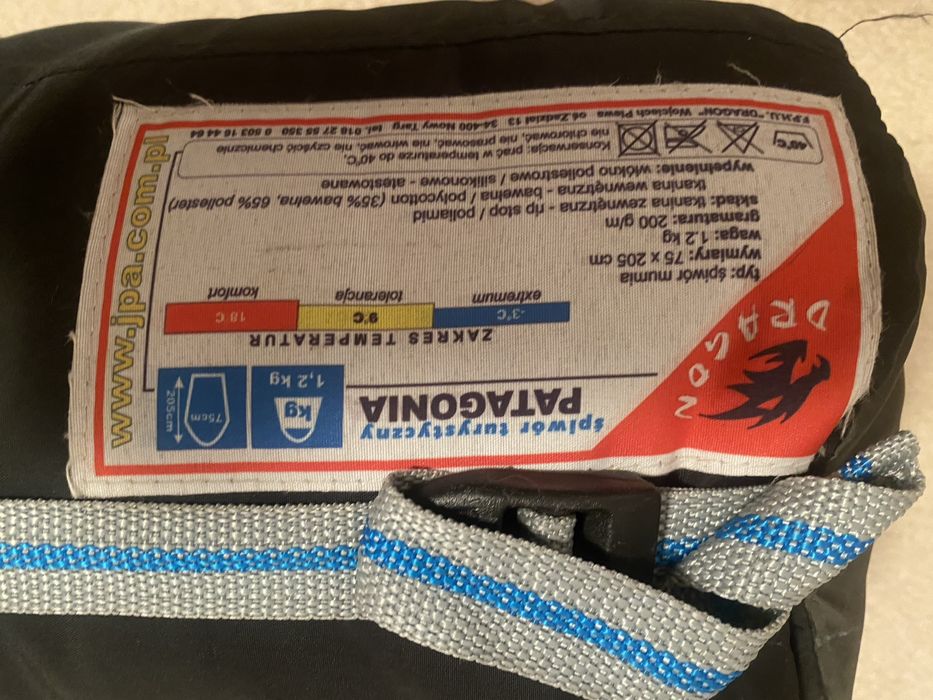 DRAGON
śpiwór turystyczny
PATAGONIA
kg
1,2 kg
75cm
205cm
ZAKRES TEMPERATUR
-3°C 9°C 18°C
extremum tolerancja komfort
typ: śpiwór mumia
wymiary: 75 x 205 cm
waga: 1.2 kg
gramatura: 200 g/m
skład: tkanina zewnętrzna - rip stop / poliamid
tkanina wewnętrzna - bawełna / polycotton (35% bawełna, 65% poliester)
wypełnienie: włókno poliestriowe / silikonowe - atestowane
40°C
Konserwacja: prać w temperaturze do 40°C,
nie chlorować, nie prasować, nie wirować, nie czyścić chemicznie
F.P.H.U. "DRAGON" Wojciech Plewa os.Zadział 13 34-400 Nowy Targ tel. 018 27 55 350 0 503 16 44 64
www.jpa.com.pl